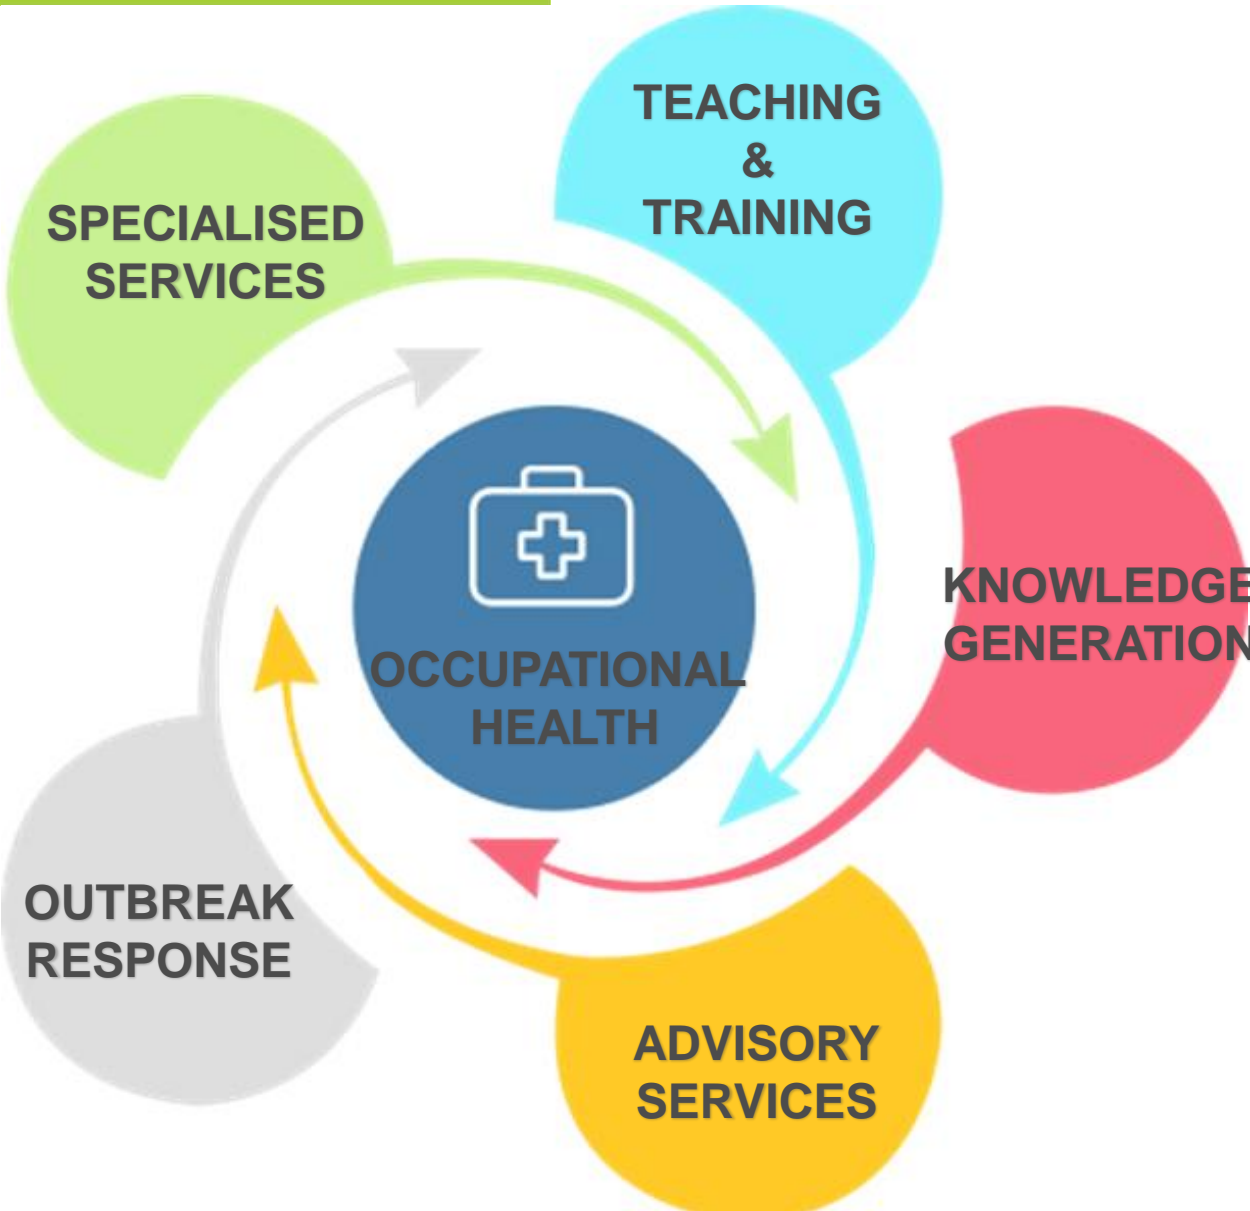 TEACHING
&
TRAINING
SPECIALISED
SERVICES
KNOWLEDGE
GENERATION
OCCUPATIONAL
HEALTH
OUTBREAK
RESPONSE
ADVISORY
SERVICES